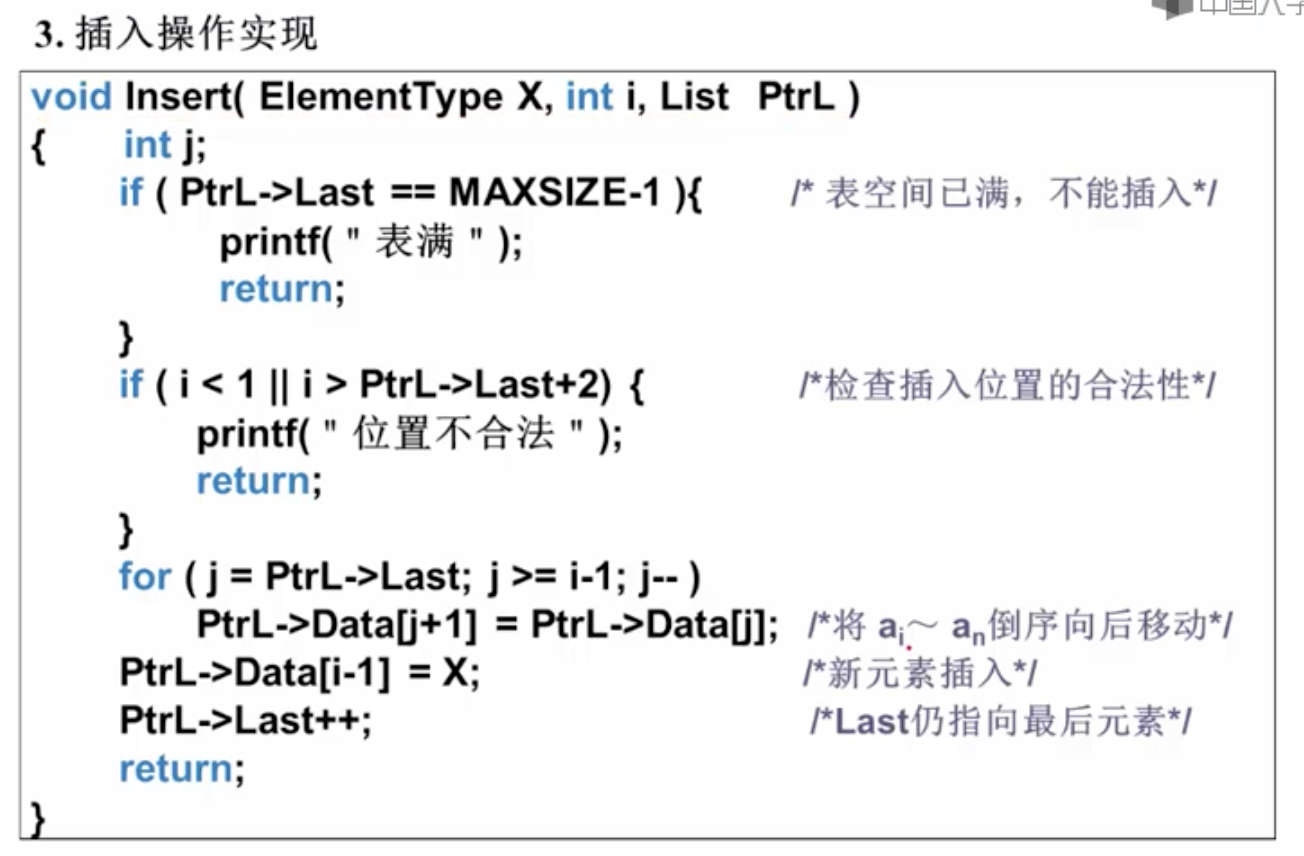 中国大学
3. 插入操作实现
void Insert( ElementType X, int i, List PtrL )
{ int j;
if ( PtrL->Last == MAXSIZE-1 ){ /* 表空间已满，不能插入*/
printf( " 表满 " );
return;
}
if ( i < 1 || i > PtrL->Last+2) { /*检查插入位置的合法性*/
printf( " 位置不合法 " );
return;
}
for ( j = PtrL->Last; j >= i-1; j-- )
PtrL->Data[j+1] = PtrL->Data[j]; /*将 ai～ an倒序向后移动*/
PtrL->Data[i-1] = X; /*新元素插入*/
PtrL->Last++; /*Last仍指向最后元素*/
return;
}